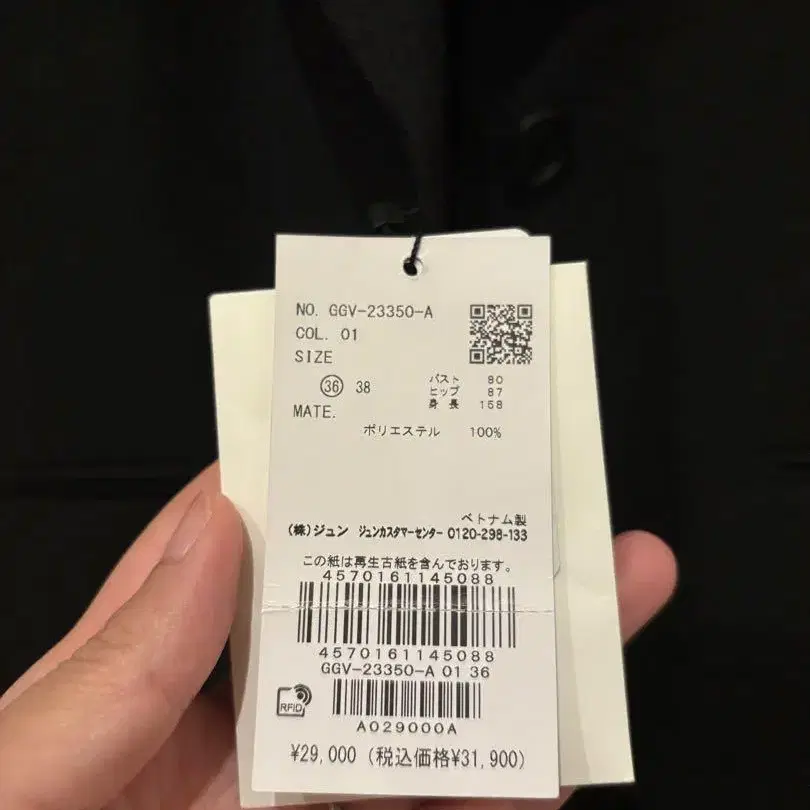 NO. GGV-23350-A
COL. 01
SIZE
36 38
バスト 80
ヒップ 87
身長 158
MATE.
ポリエステル 100%
ベトナム製
(株)ジュン ジュンカスタマーセンター 0120-298-133
この紙は再生古紙を含んでおります。
4570161145088
4570161145088
GGV-23350-A 01 36
RFID
A029000A
¥29,000 (税込価格¥31,900)